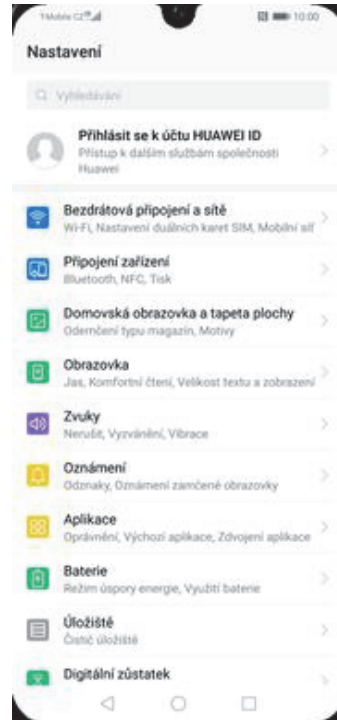 T-Mobile CZ 10:00
Nastavení
Vyhledávání
Přihlásit se k účtu HUAWEI ID
Přístup k dalším službám společnosti
Huawei
Bezdrátová připojení a sítě
Wi-Fi, Nastavení duálních karet SIM, Mobilní síť
Připojení zařízení
Bluetooth, NFC, Tisk
Domovská obrazovka a tapeta plochy
Odemčení typu magazín, Motivy
Obrazovka
Jas, Komfortní čtení, Velikost textu a zobrazení
Zvuky
Nerušit, Vyzvánění, Vibrace
Oznámení
Odznaky, Oznámení zamčené obrazovky
Aplikace
Oprávnění, Výchozí aplikace, Zdvojení aplikace
Baterie
Režim úspory energie, Využití baterie
Úložiště
Čistič úložiště
Digitální zůstatek